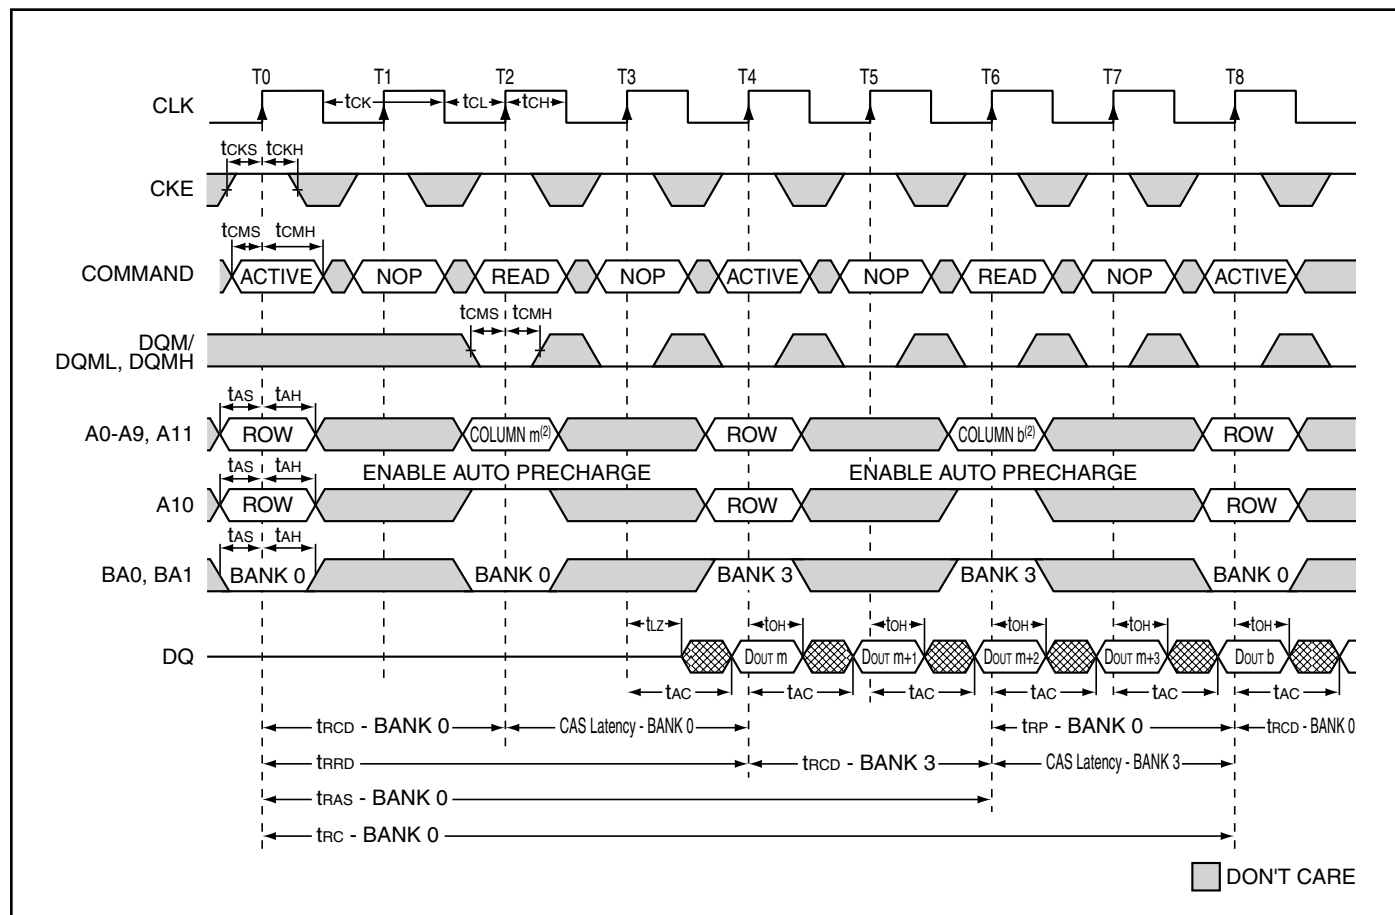 T0 T1 T2 T3 T4 T5 T6 T7 T8
CLK
tCK tCL tCH
tCKS tCKH
CKE
tCMS tCMH
COMMAND ACTIVE NOP READ NOP ACTIVE NOP READ NOP ACTIVE
tCMS tCMH
DQM/
DQML, DQMH
tAS tAH
A0-A9, A11 ROW COLUMN m(2) ROW COLUMN b(2) ROW
tAS tAH ENABLE AUTO PRECHARGE ENABLE AUTO PRECHARGE
A10 ROW ROW ROW
tAS tAH
BA0, BA1 BANK 0 BANK 0 BANK 3 BANK 3 BANK 0
tLZ tOH tOH tOH tOH tOH
DQ DOUT m DOUT m+1 DOUT m+2 DOUT m+3 DOUT b
tAC tAC tAC tAC tAC tAC
tRCD - BANK 0 CAS Latency - BANK 0 tRP - BANK 0 tRCD - BANK 0
tRRD tRCD - BANK 3 CAS Latency - BANK 3
tRAS - BANK 0
tRC - BANK 0
DON'T CARE